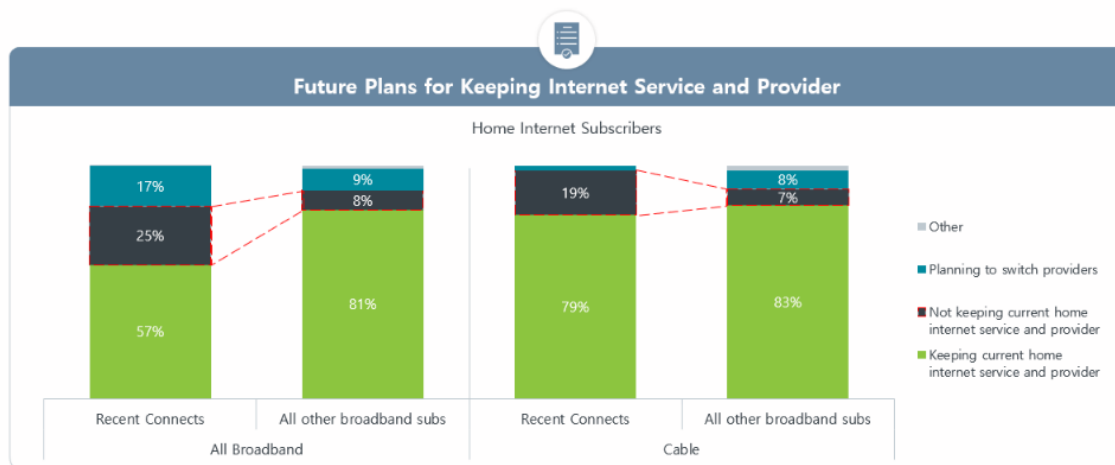 Future Plans for Keeping Internet Service and Provider
Home Internet Subscribers
17%
25%
57%
9%
8%
81%
19%
79%
8%
7%
83%
Other
Planning to switch providers
Not keeping current home
internet service and provider
Keeping current home
internet service and provider
Recent Connects
All other broadband subs
Recent Connects
All other broadband subs
All Broadband
Cable